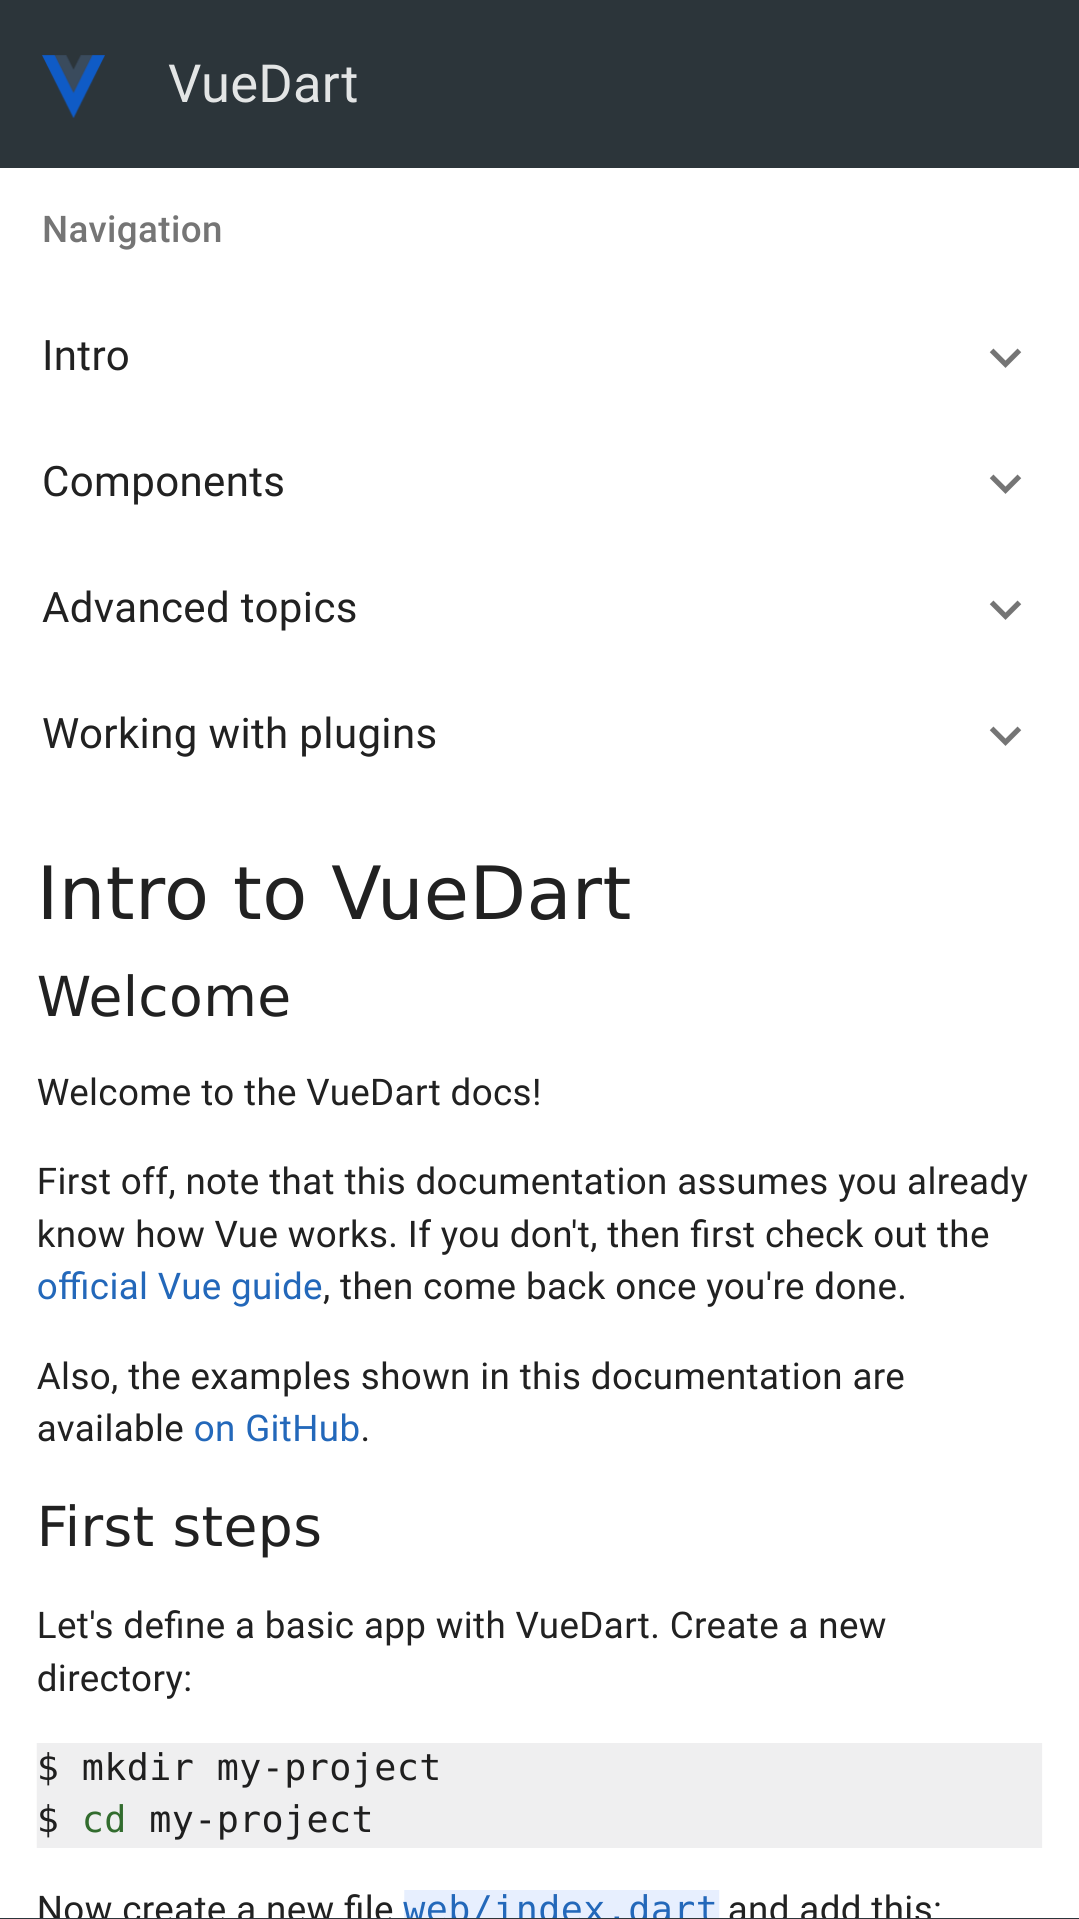 VueDart
Navigation
Intro
Components
Advanced topics
Working with plugins
Intro to VueDart
Welcome
Welcome to the VueDart docs!
First off, note that this documentation assumes you already
know how Vue works. If you don't, then first check out the
official Vue guide, then come back once you're done.
Also, the examples shown in this documentation are
available on GitHub.
First steps
Let's define a basic app with VueDart. Create a new
directory:
$ mkdir my-project
$ cd my-project
Now create a new file web/index.dart and add this: